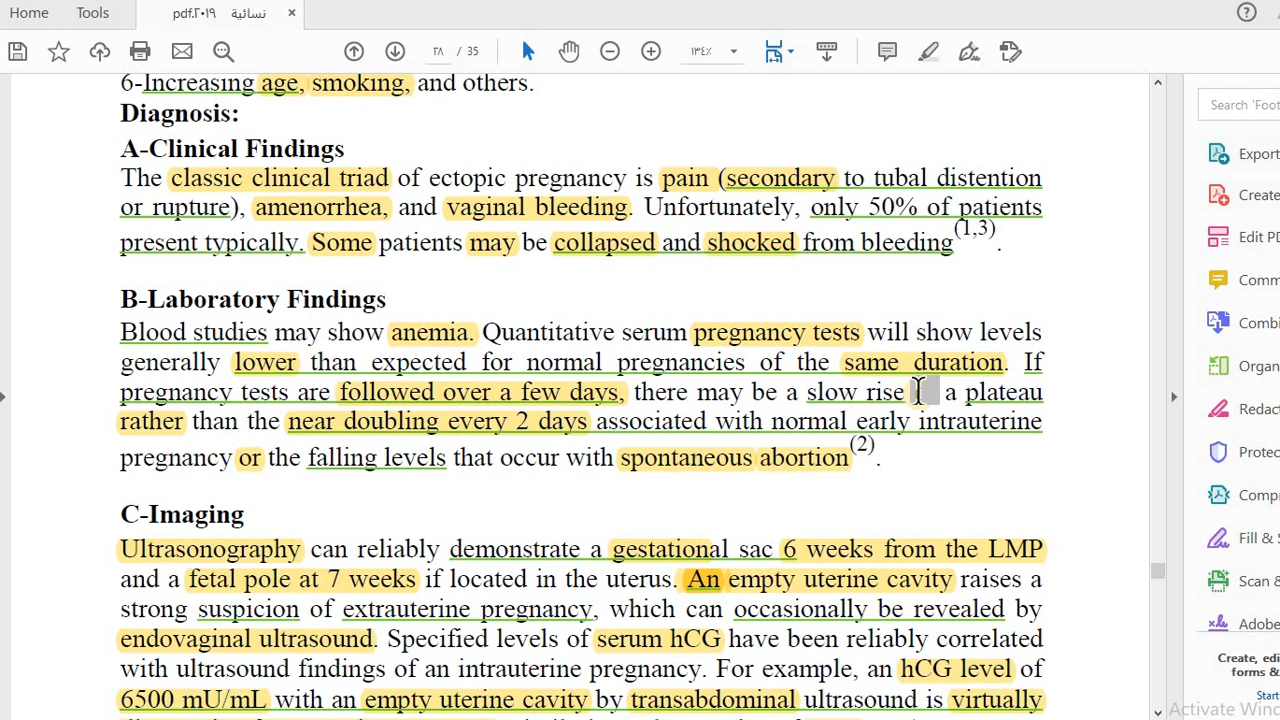 Home Tools نسائية ٢٠١٩.pdf ×
٢٨ / 35 ١٣٤٪
6-Increasing age, smoking, and others.
Diagnosis:
A-Clinical Findings
The classic clinical triad of ectopic pregnancy is pain (secondary to tubal distention
or rupture), amenorrhea, and vaginal bleeding. Unfortunately, only 50% of patients
present typically. Some patients may be collapsed and shocked from bleeding(1,3).
B-Laboratory Findings
Blood studies may show anemia. Quantitative serum pregnancy tests will show levels
generally lower than expected for normal pregnancies of the same duration. If
pregnancy tests are followed over a few days, there may be a slow rise a plateau
rather than the near doubling every 2 days associated with normal early intrauterine
pregnancy or the falling levels that occur with spontaneous abortion(2).
C-Imaging
Ultrasonography can reliably demonstrate a gestational sac 6 weeks from the LMP
and a fetal pole at 7 weeks if located in the uterus. An empty uterine cavity raises a
strong suspicion of extrauterine pregnancy, which can occasionally be revealed by
endovaginal ultrasound. Specified levels of serum hCG have been reliably correlated
with ultrasound findings of an intrauterine pregnancy. For example, an hCG level of
6500 mU/mL with an empty uterine cavity by transabdominal ultrasound is virtually
Search 'Foot
Export
Create
Edit PD
Comm
Combi
Organ
Redact
Protec
Compr
Fill & S
Scan &
Adobe
Create, edi
forms &
Start
Activate Wind